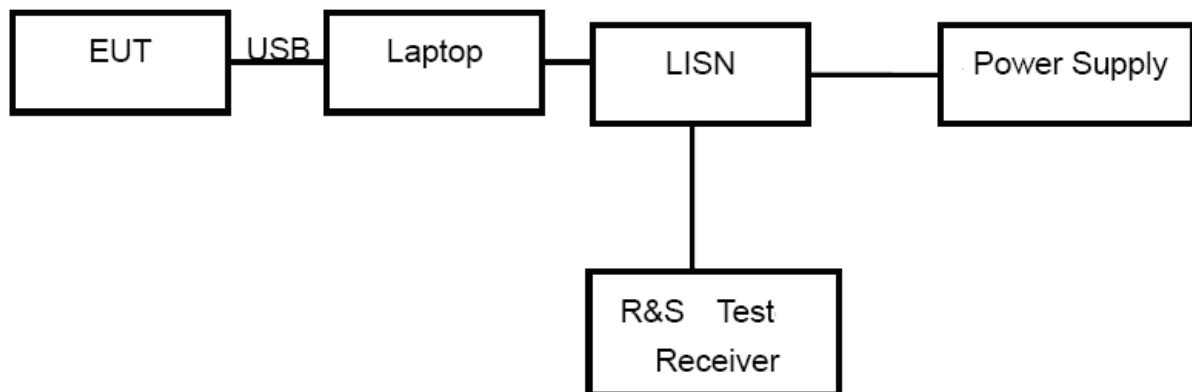 EUT
USB
Laptop
LISN
Power Supply
R&S Test
Receiver